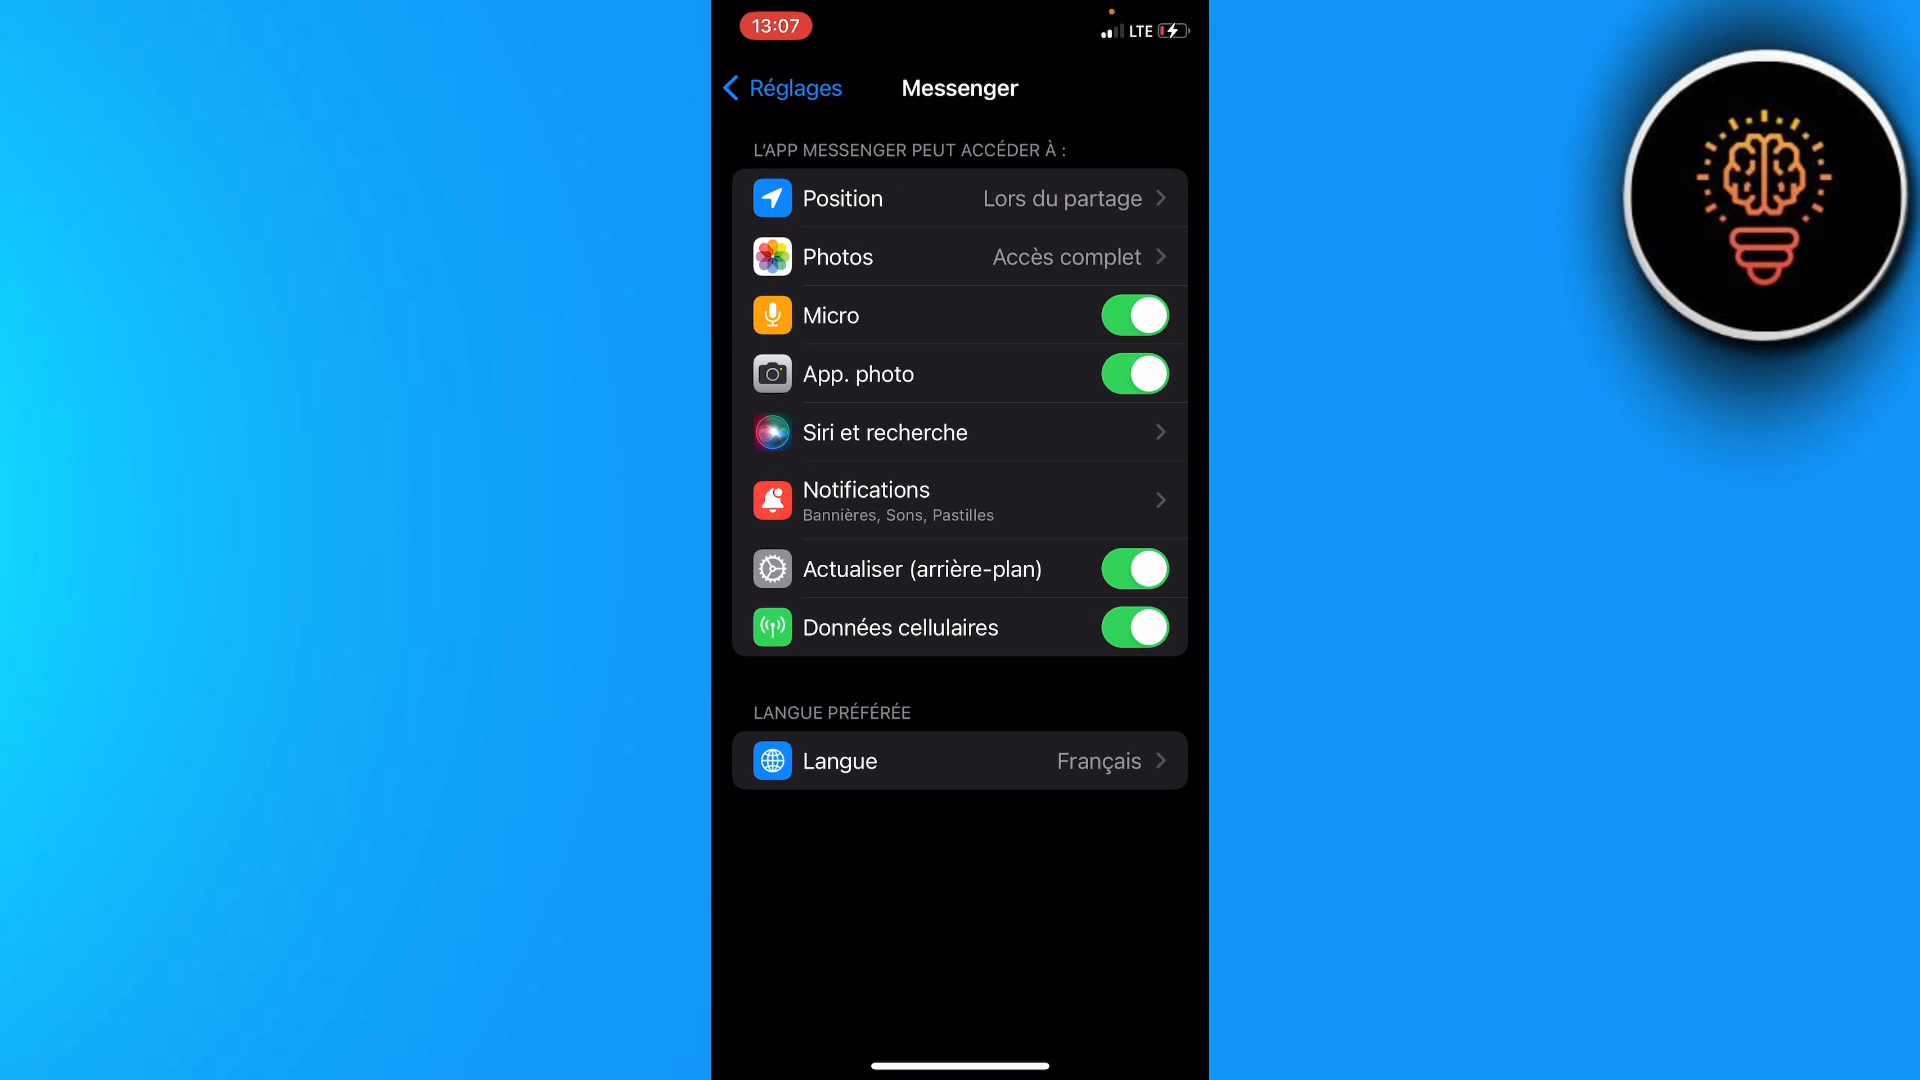 13:07
LTE
Réglages
Messenger
L’APP MESSENGER PEUT ACCÉDER À :
Position
Lors du partage
Photos
Accès complet
Micro
App. photo
Siri et recherche
Notifications
Bannières, Sons, Pastilles
Actualiser (arrière-plan)
Données cellulaires
LANGUE PRÉFÉRÉE
Langue
Français